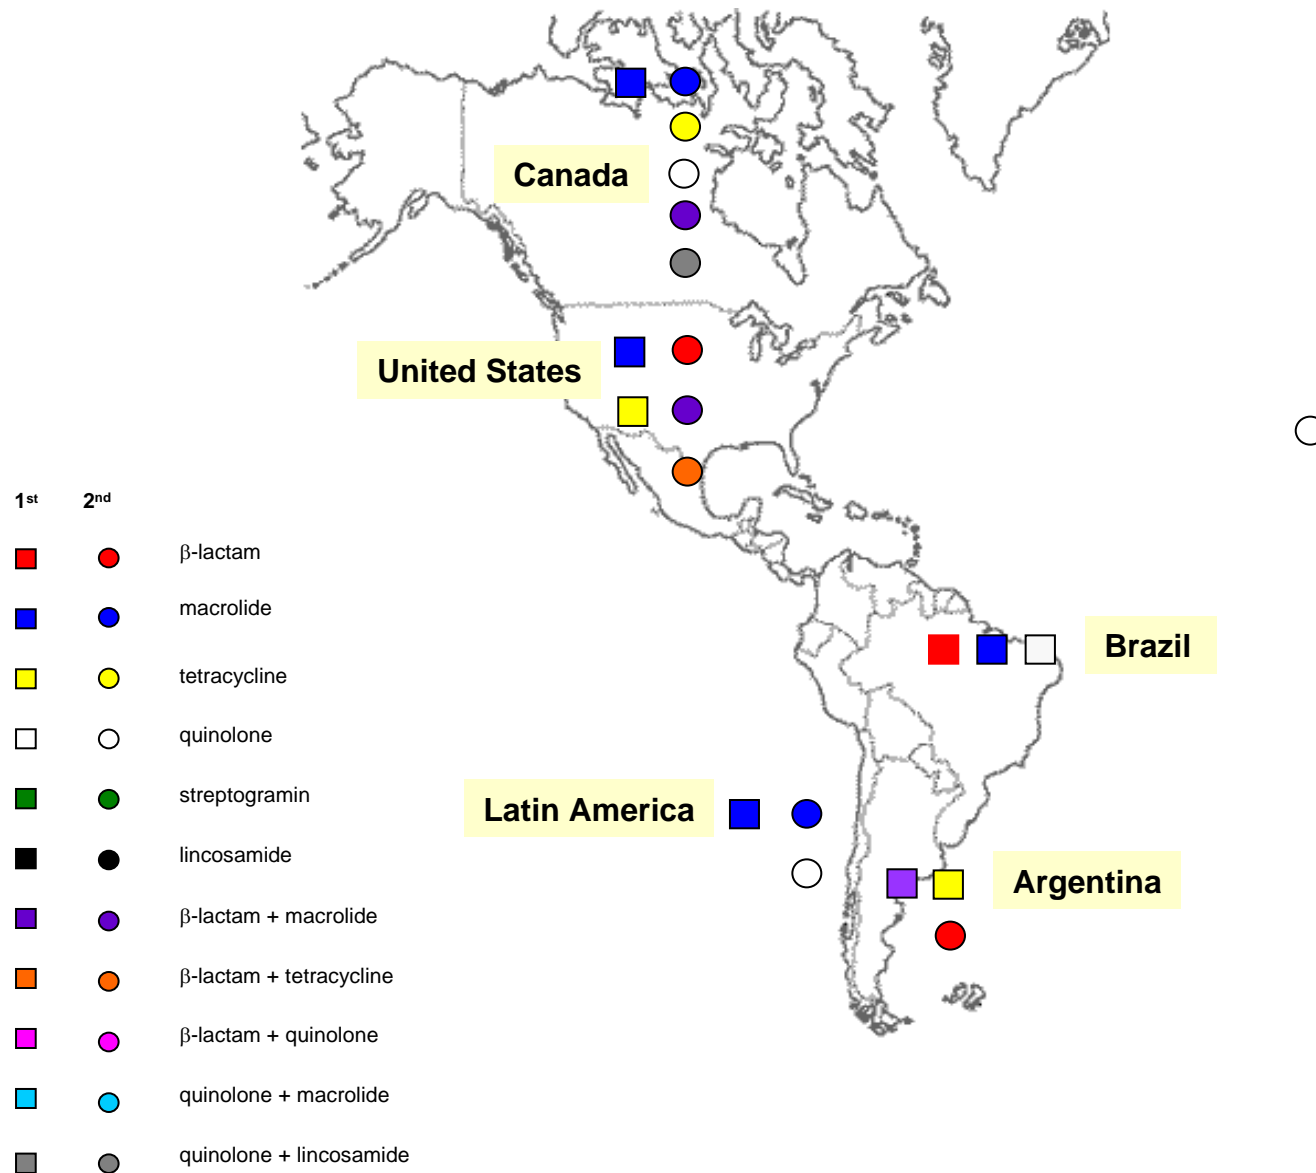 Canada
United States
1st 2nd
β-lactam
macrolide
tetracycline
quinolone
streptogramin
lincosamide
β-lactam + macrolide
β-lactam + tetracycline
β-lactam + quinolone
quinolone + macrolide
quinolone + lincosamide
Brazil
Latin America
Argentina